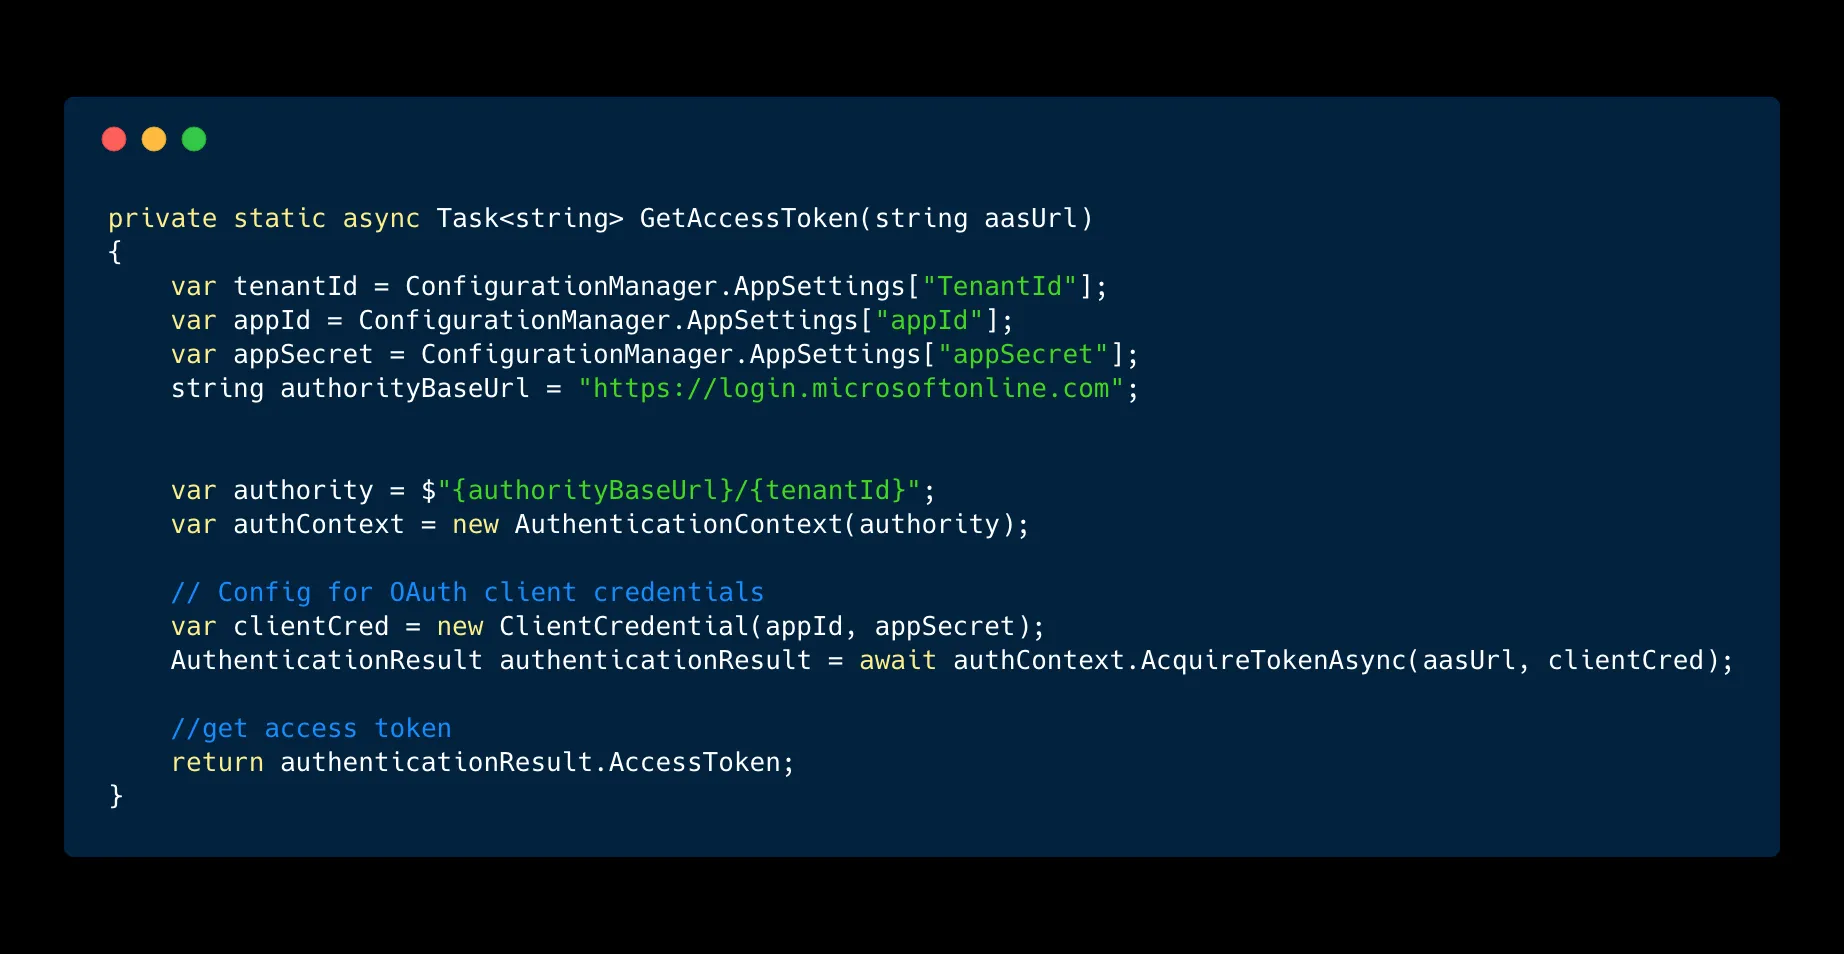 private static async Task<string> GetAccessToken(string aasUrl)
{
    var tenantId = ConfigurationManager.AppSettings["TenantId"];
    var appId = ConfigurationManager.AppSettings["appId"];
    var appSecret = ConfigurationManager.AppSettings["appSecret"];
    string authorityBaseUrl = "https://login.microsoftonline.com";
    var authority = $"{authorityBaseUrl}/{tenantId}";
    var authContext = new AuthenticationContext(authority);
    // Config for OAuth client credentials
    var clientCred = new ClientCredential(appId, appSecret);
    AuthenticationResult authenticationResult = await authContext.AcquireTokenAsync(aasUrl, clientCred);
    //get access token
    return authenticationResult.AccessToken;
}